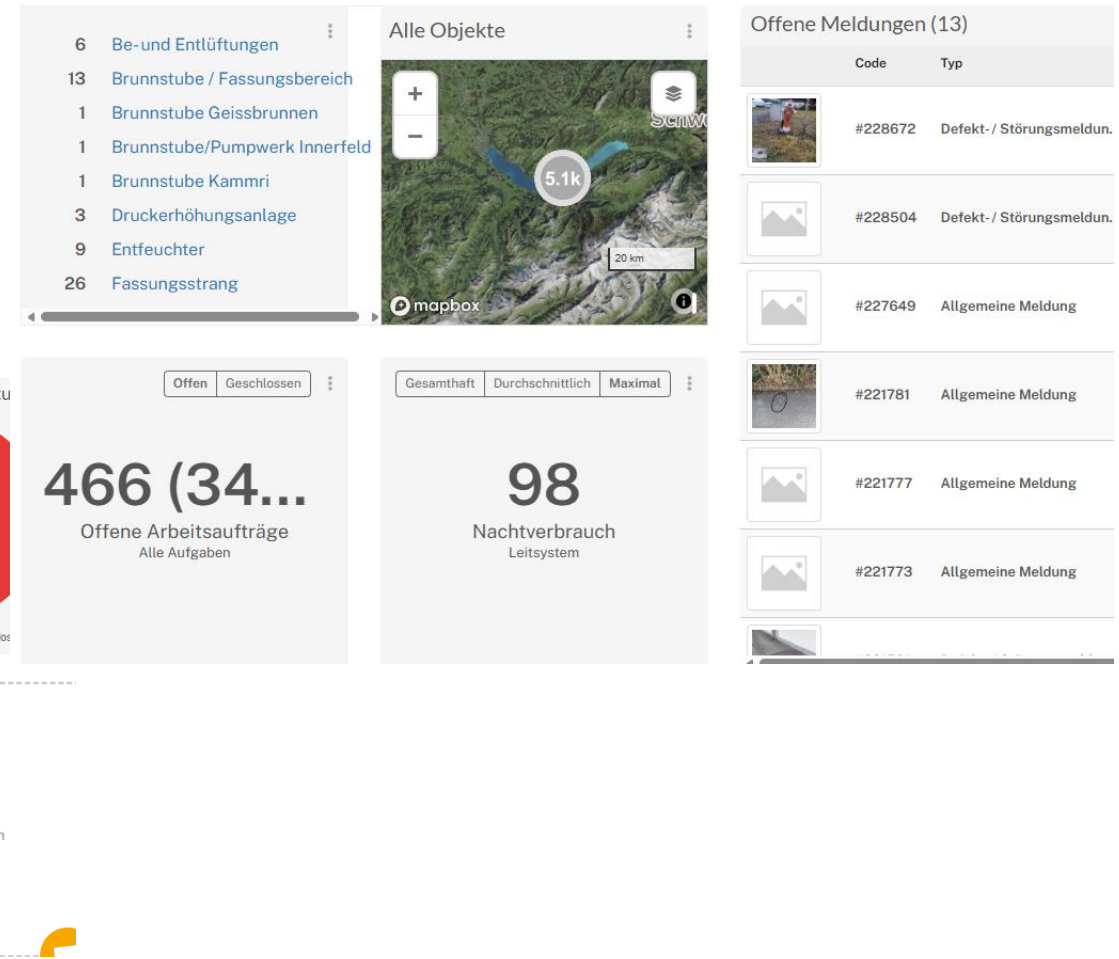 6 Be- und Entlüftungen
13 Brunnstube / Fassungsbereich
1 Brunnstube Geissbrunnen
1 Brunnstube/Pumpwerk Innerfeld
1 Brunnstube Kammri
3 Druckerhöhungsanlage
9 Entfeuchter
26 Fassungsstrang
Alle Objekte
+
−
5.1k
20 km
mapbox
Offen Geschlossen
466 (34...
Offene Arbeitsaufträge
Alle Aufgaben
Gesamthaft Durchschnittlich Maximal
98
Nachtverbrauch
Leitsystem
Offene Meldungen (13)
Code Typ
#228672 Defekt- / Störungsmeldun.
#228504 Defekt- / Störungsmeldun.
#227649 Allgemeine Meldung
#221781 Allgemeine Meldung
#221777 Allgemeine Meldung
#221773 Allgemeine Meldung